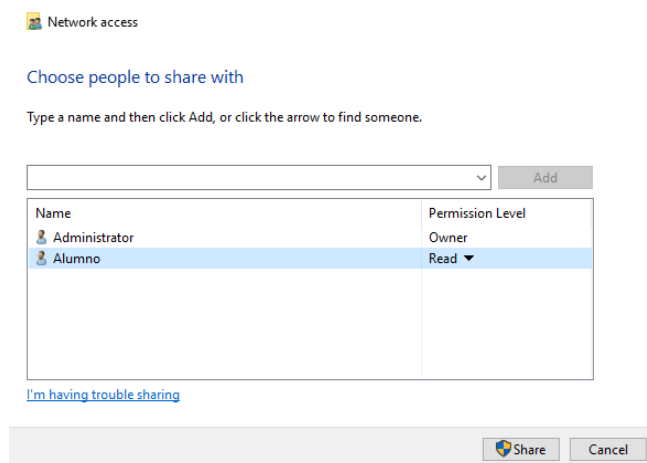 Network access
Choose people to share with
Type a name and then click Add, or click the arrow to find someone.
Add
Name Permission Level
Administrator Owner
Alumno Read
I'm having trouble sharing
Share Cancel